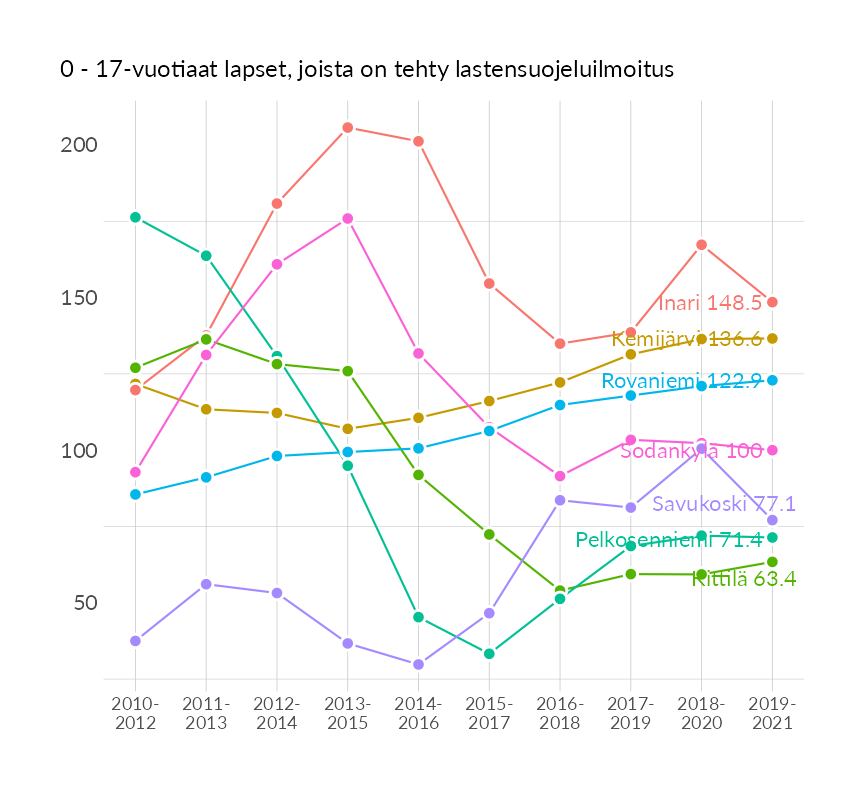 0 - 17-vuotiaat lapset, joista on tehty lastensuojeluilmoitus
200
150
100
50
Inari 148.5
Kemijärvi 136.6
Rovaniemi 122.9
Sodankylä 100
Savukoski 77.1
Pelkosenniemi 71.4
Kittilä 63.4
2010- 2011- 2012- 2013- 2014- 2015- 2016- 2017- 2018- 2019-
2012 2013 2014 2015 2016 2017 2018 2019 2020 2021